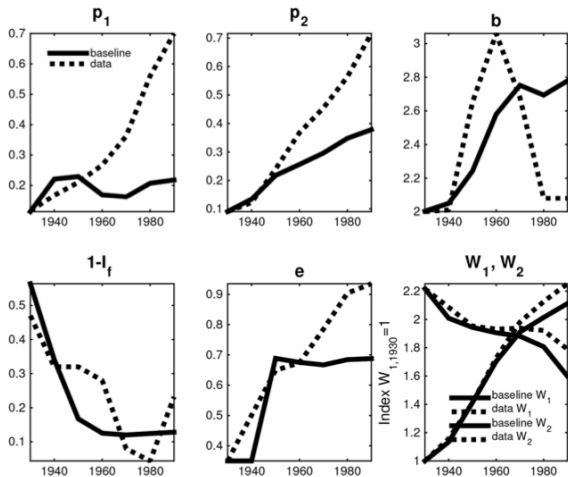 p1
p2
b
0.7
0.6
0.5
0.4
0.3
0.2
baseline
data
1940 1960 1980
0.7
0.6
0.5
0.4
0.3
0.2
0.1
1940 1960 1980
3
2.8
2.6
2.4
2.2
2
1940 1960 1980
1-lf
e
W1, W2
0.5
0.4
0.3
0.2
0.1
1940 1960 1980
0.9
0.8
0.7
0.6
0.5
0.4
1940 1960 1980
Index W1,1930=1
2.2
2
1.8
1.6
1.4
1.2
1
baseline W1
data W1
baseline W2
data W2
1940 1960 1980